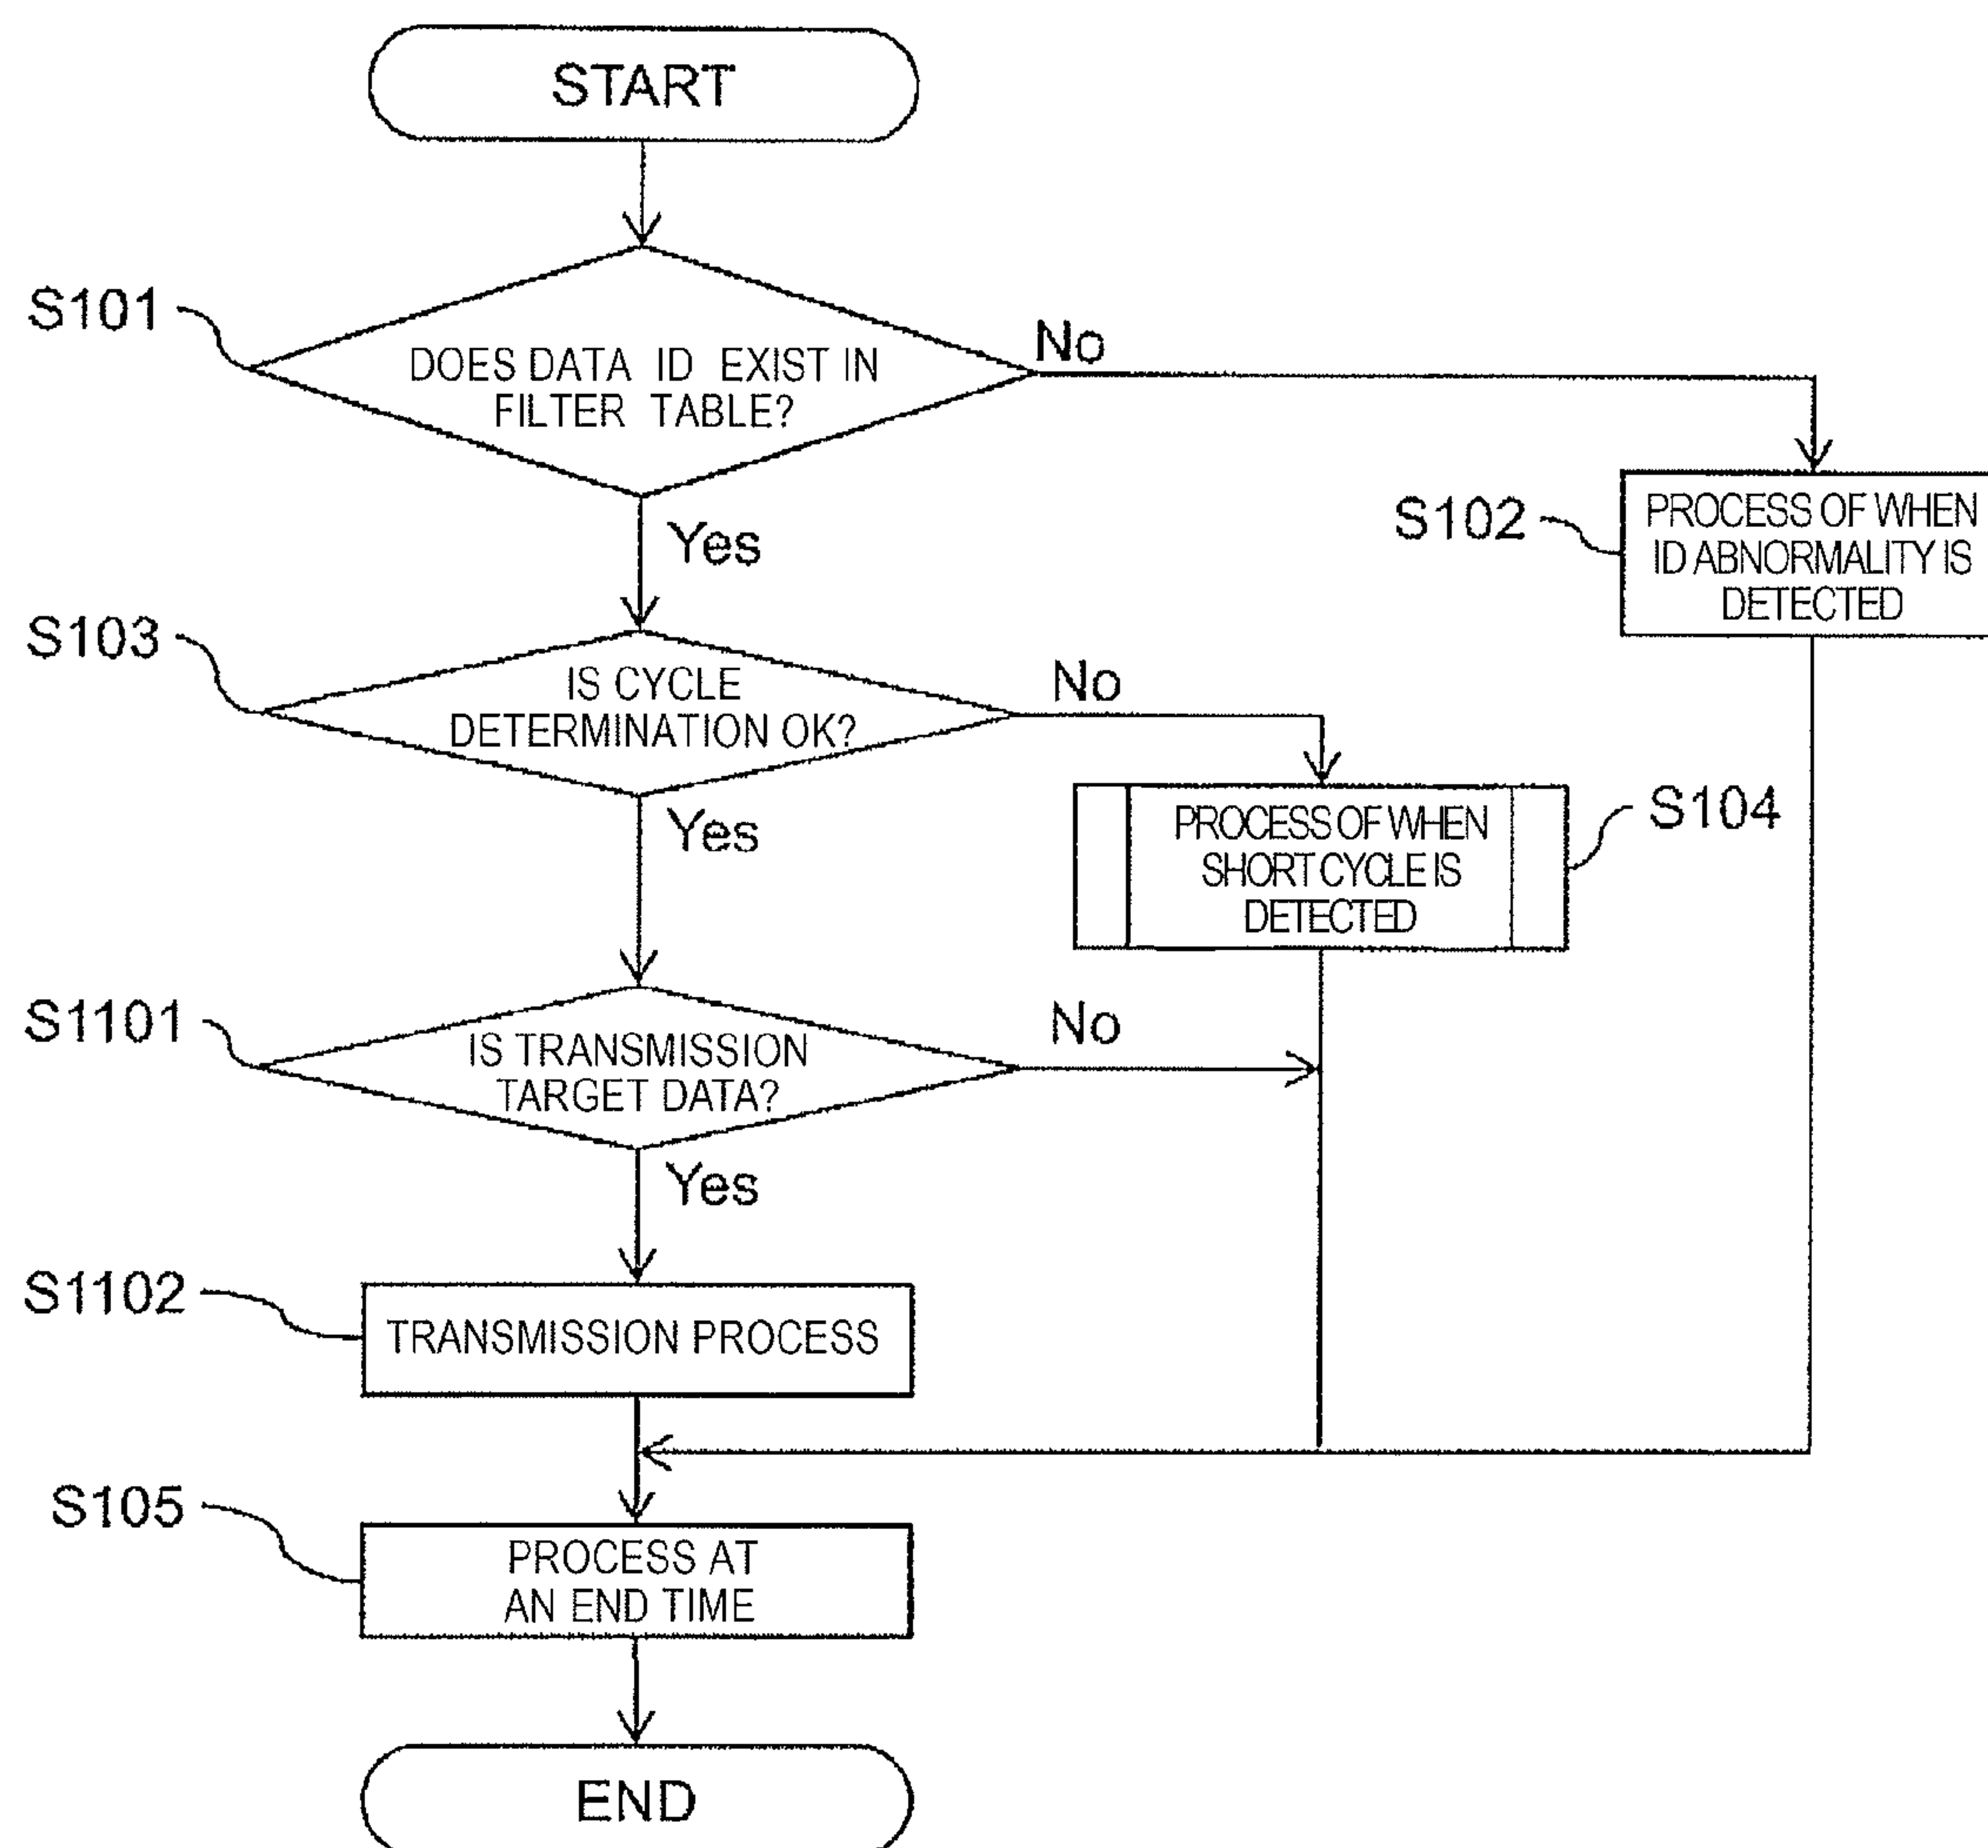 START
S101
DOES DATA ID EXIST IN
FILTER TABLE?
No
Yes
S102
PROCESS OF WHEN
ID ABNORMALITY IS
DETECTED
S103
IS CYCLE
DETERMINATION OK?
No
Yes
PROCESS OF WHEN
SHORT CYCLE IS
DETECTED
S104
S1101
IS TRANSMISSION
TARGET DATA?
No
Yes
S1102
TRANSMISSION PROCESS
S105
PROCESS AT
AN END TIME
END